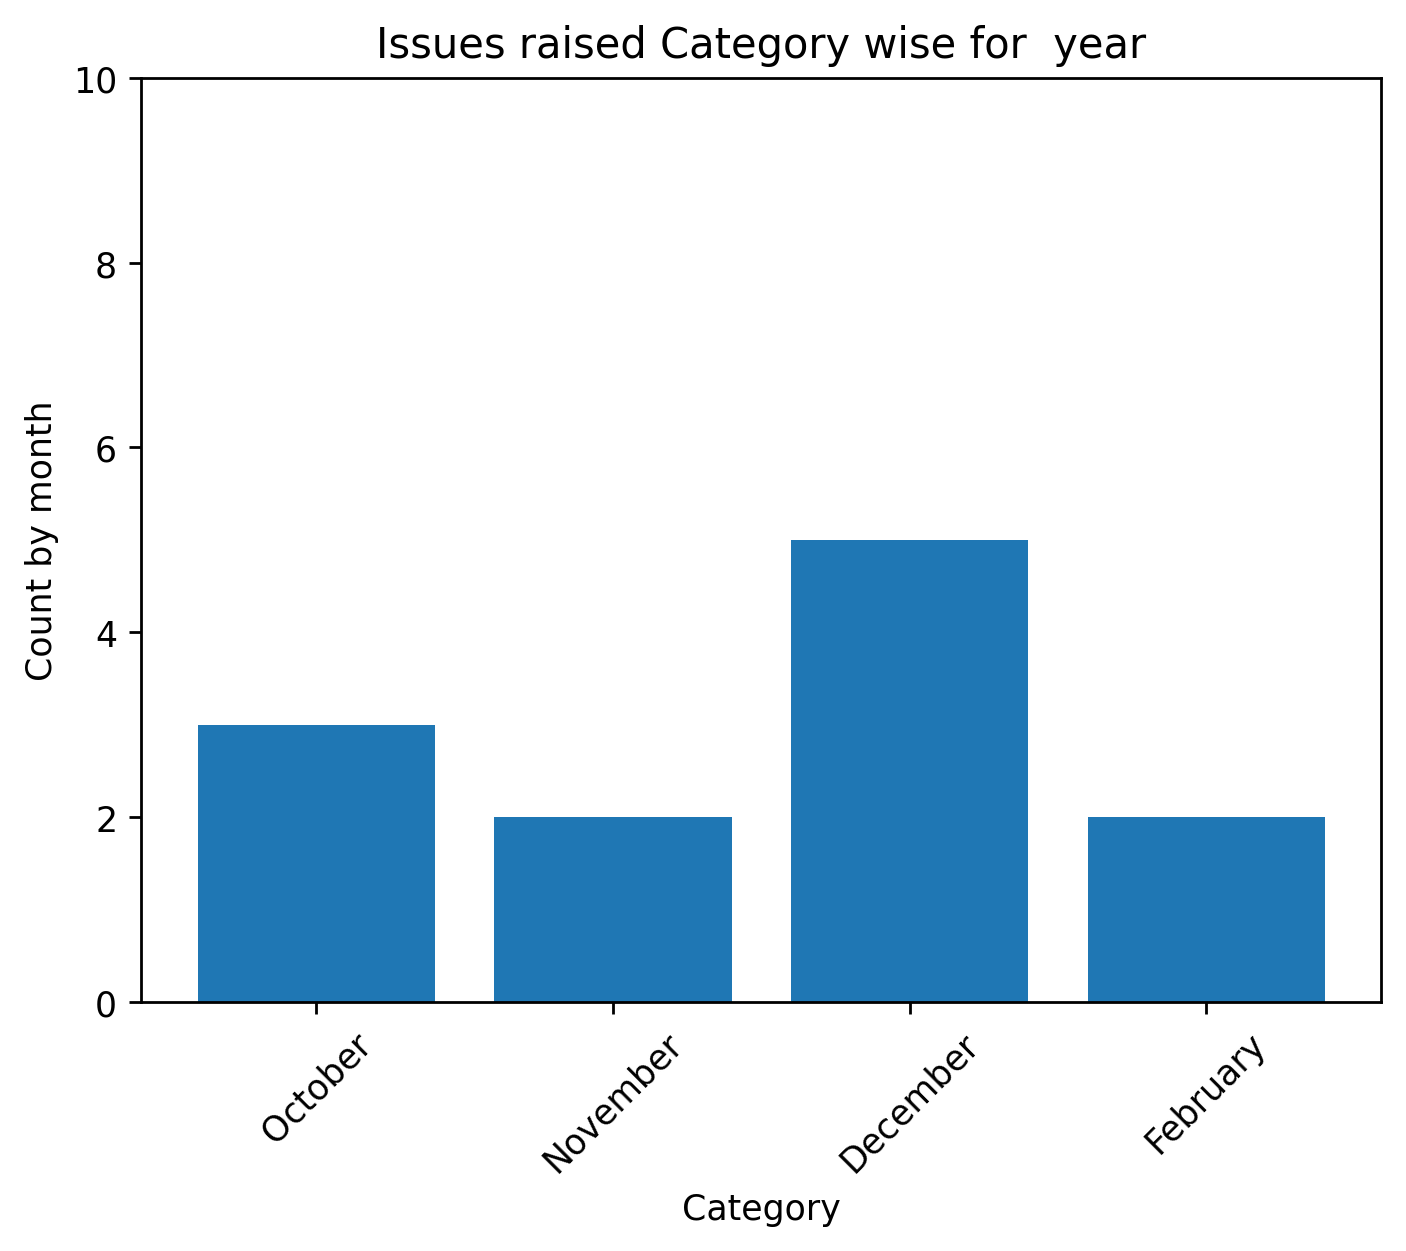 Issues raised Category wise for  year
Count by month
10
8
6
4
2
0
October
November
December
February
Category